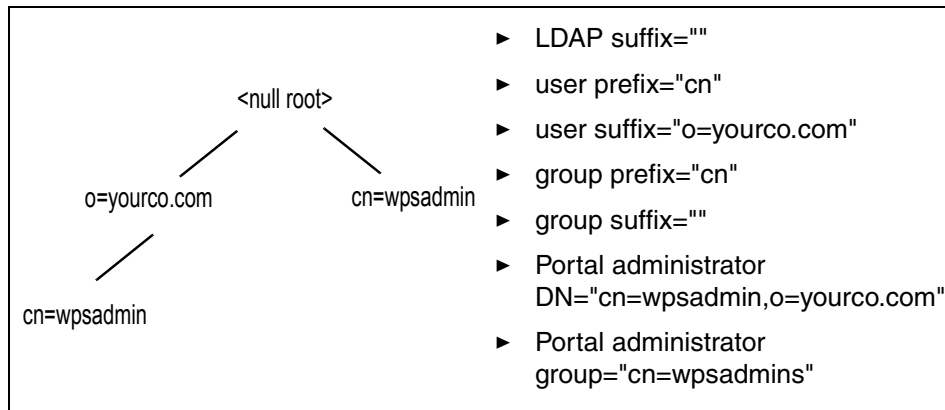 <null root>
o=yourco.com
cn=wpsadmin
cn=wpsadmin
► LDAP suffix=""
► user prefix="cn"
► user suffix="o=yourco.com"
► group prefix="cn"
► group suffix=""
► Portal administrator
DN="cn=wpsadmin,o=yourco.com"
► Portal administrator
group="cn=wpsadmins"